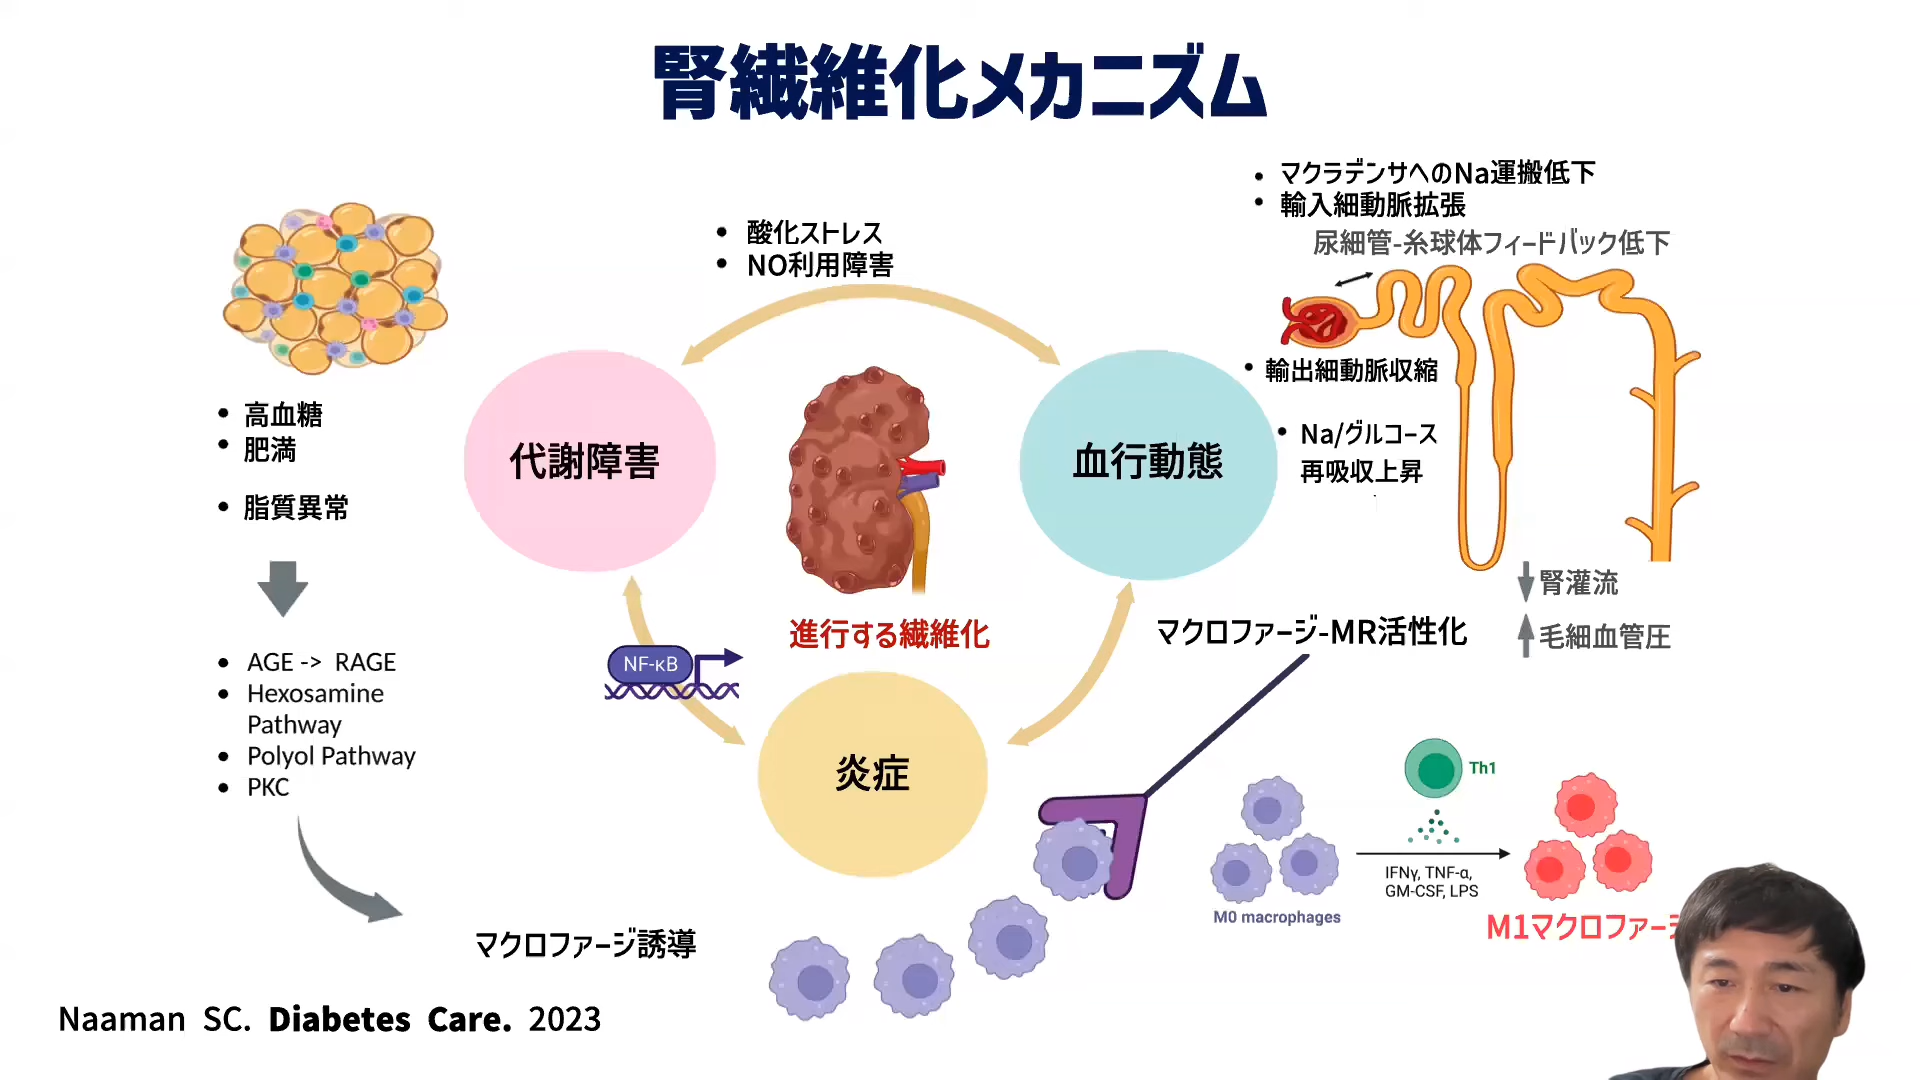 腎繊維化メカニズム
• マクラデンサへのNa運搬低下
• 輸入細動脈拡張
尿細管-糸球体フィードバック低下
• 酸化ストレス
• NO利用障害
• 輸出細動脈収縮
• Na/グルコース
再吸収上昇
• 高血糖
• 肥満
• 脂質異常
代謝障害
血行動態
腎灌流
毛細血管圧
進行する繊維化
マクロファージ-MR活性化
NF-κB
• AGE -> RAGE
• Hexosamine
Pathway
• Polyol Pathway
• PKC
炎症
Th1
IFNγ, TNF-α,
GM-CSF, LPS
M0 macrophages
M1マクロファー
マクロファージ誘導
Naaman SC. Diabetes Care. 2023